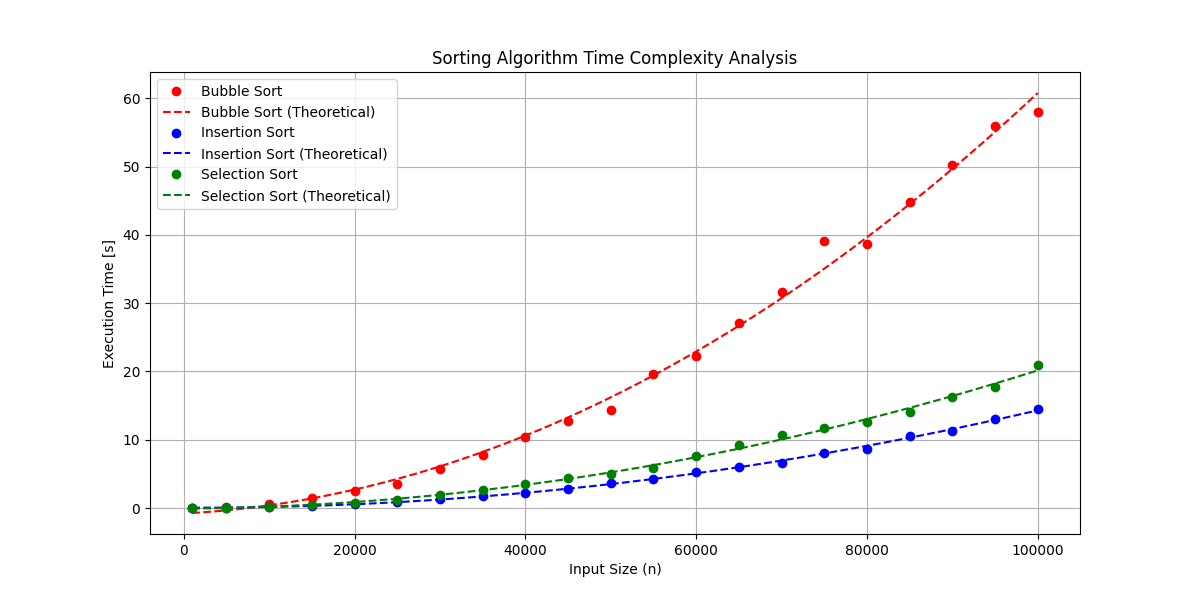 Sorting Algorithm Time Complexity Analysis
Bubble Sort
Bubble Sort (Theoretical)
Insertion Sort
Insertion Sort (Theoretical)
Selection Sort
Selection Sort (Theoretical)
Execution Time [s]
60
50
40
30
20
10
0
0 20000 40000 60000 80000 100000
Input Size (n)